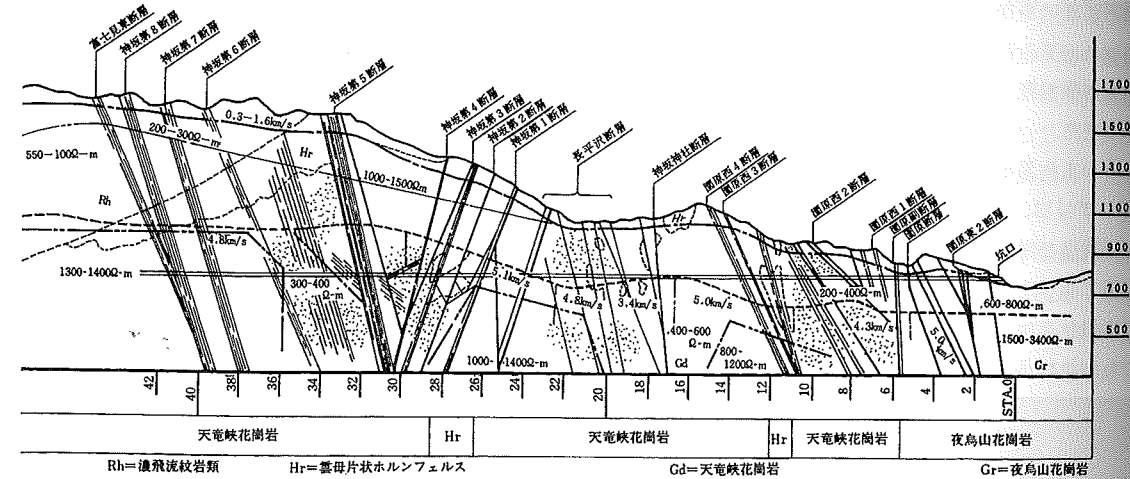 富士見東断層
神坂第8断層
神坂第7断層
神坂第6断層
神坂第5断層
神坂第4断層
神坂第3断層
神坂第2断層
神坂第1断層
長平沢断層
神坂神社断層
園原西4断層
園原西3断層
園原西2断層
園原西1断層
園原副断層
園原断層
園原東2断層
坑口
1700
1500
1300
1100
900
700
500
0.3-1.6km/s
200-300Ω-m
550-100Ω-m
Hr
1000-1500Ωm
Rh
Hr
4.8km/s
1300-1400Ω-m
300-400
Ω-m
5.1km/s
4.8km/s
3.4km/s
5.0km/s
200-400Ω-m
4.3km/s
5.0km/s
600-800Ω-m
400-600
Ω-m
800-
1200Ω-m
1000-1400Ω-m
Gd
1500-3400Ω-m
Gr
42 40 38 36 34 32 30 28 26 24 22 20 18 16 14 12 10 8 6 4 2 STA.0
天竜峡花崗岩 Hr 天竜峡花崗岩 Hr 天竜峡花崗岩 夜烏山花崗岩
Rh=濃飛流紋岩類 Hr=雲母片状ホルンフェルス Gd=天竜峡花崗岩 Gr=夜烏山花崗岩